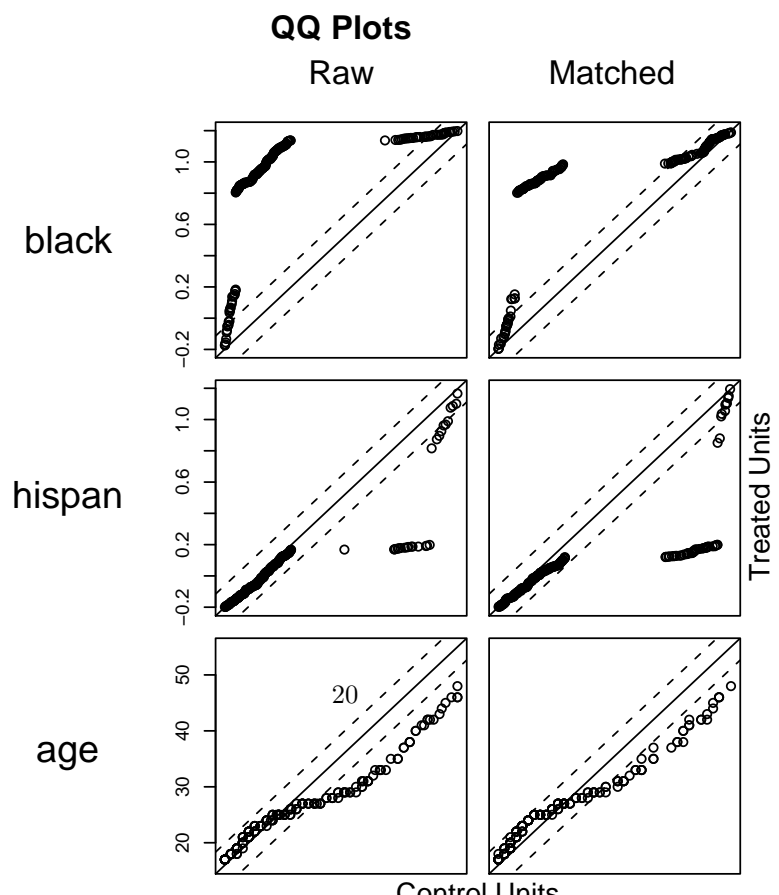 QQ Plots
Raw Matched
black
1.0
0.6
0.2
−0.2
hispan
1.0
0.6
0.2
−0.2
Treated Units
age
50
40
30
20
20
Control Units